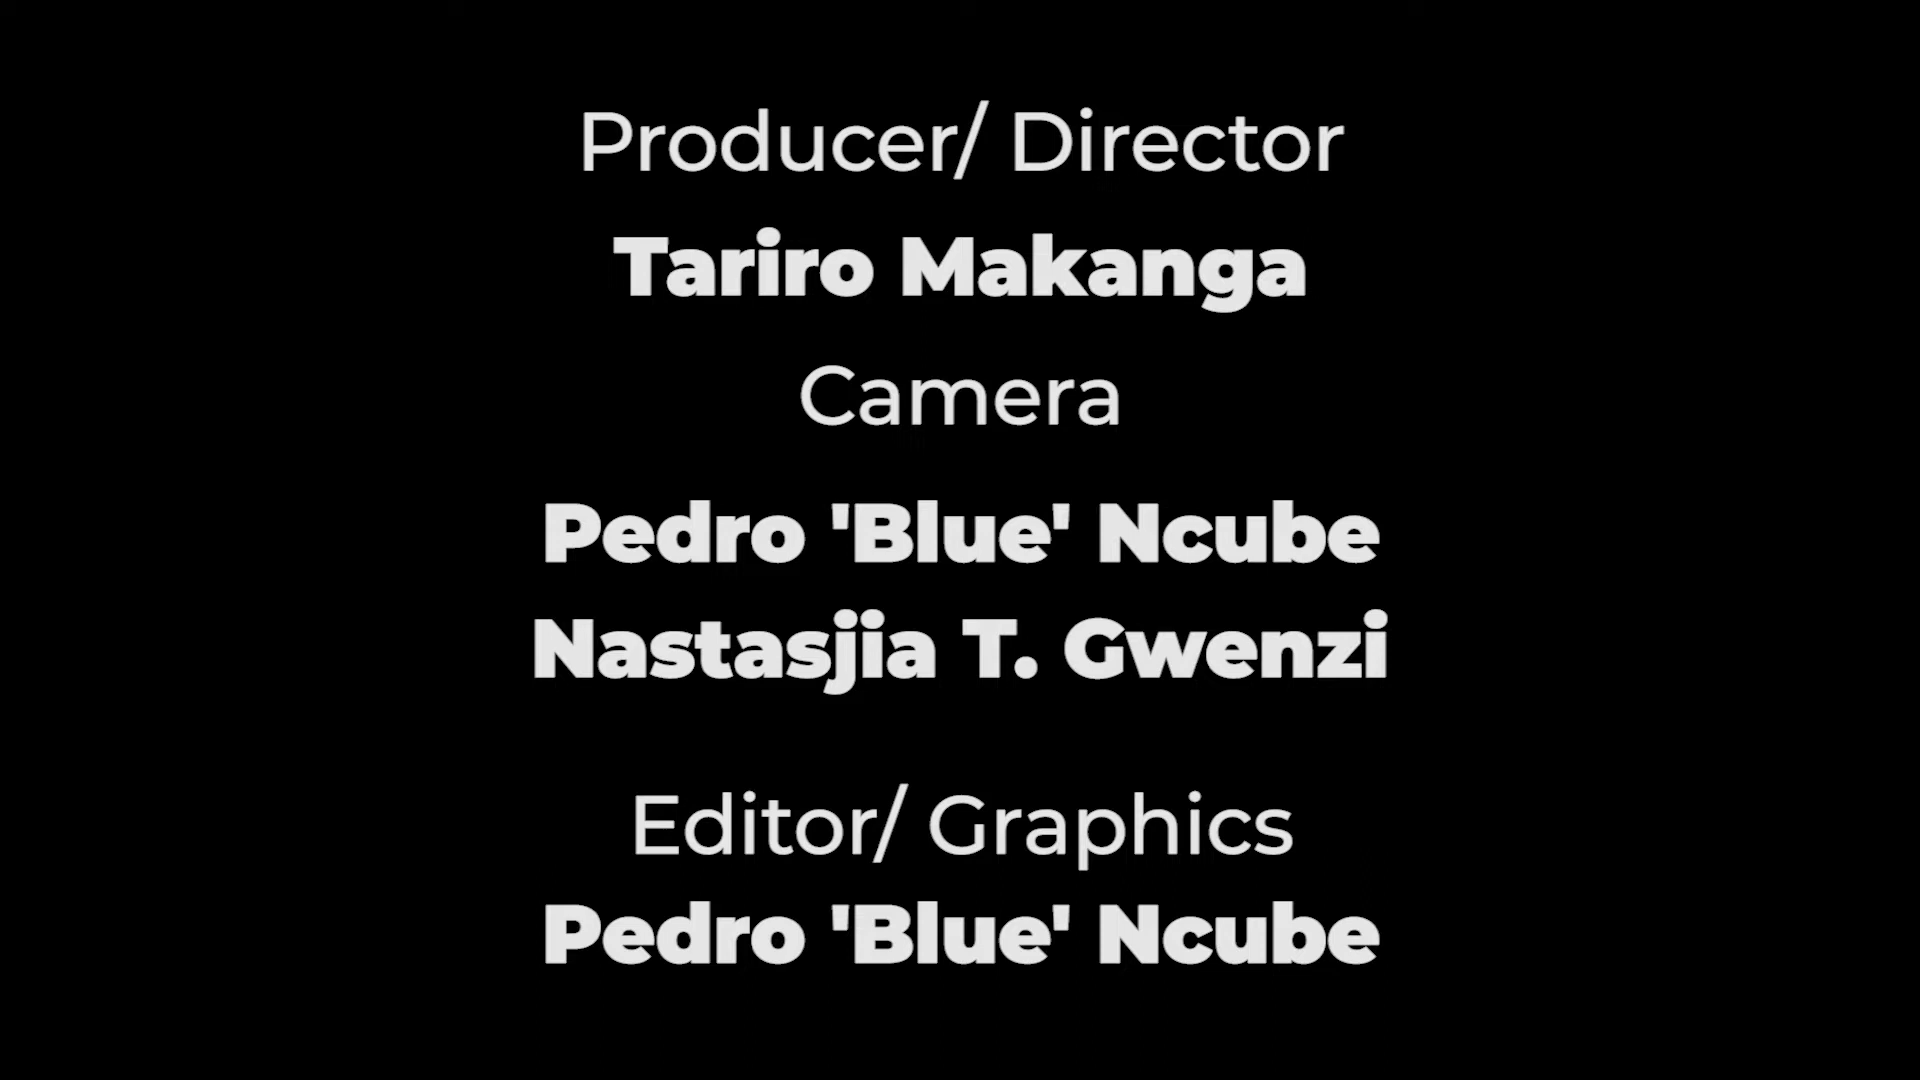 Producer/ Director
Tariro Makanga
Camera
Pedro 'Blue' Ncube
Nastasjia T. Gwenzi
Editor/ Graphics
Pedro 'Blue' Ncube